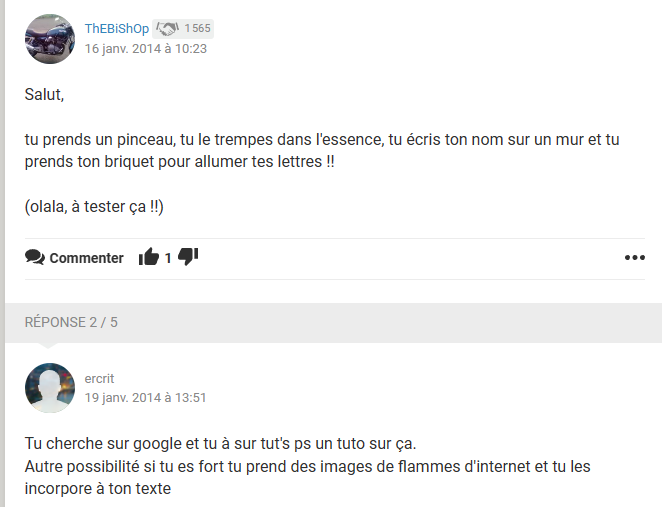 ThEBiShOp 1 565
16 janv. 2014 à 10:23
Salut,
tu prends un pinceau, tu le trempes dans l'essence, tu écris ton nom sur un mur et tu
prends ton briquet pour allumer tes lettres !!
(olala, à tester ça !!)
Commenter 1
RÉPONSE 2 / 5
ercrit
19 janv. 2014 à 13:51
Tu cherche sur google et tu à sur tut's ps un tuto sur ça.
Autre possibilité si tu es fort tu prend des images de flammes d'internet et tu les
incorpore à ton texte